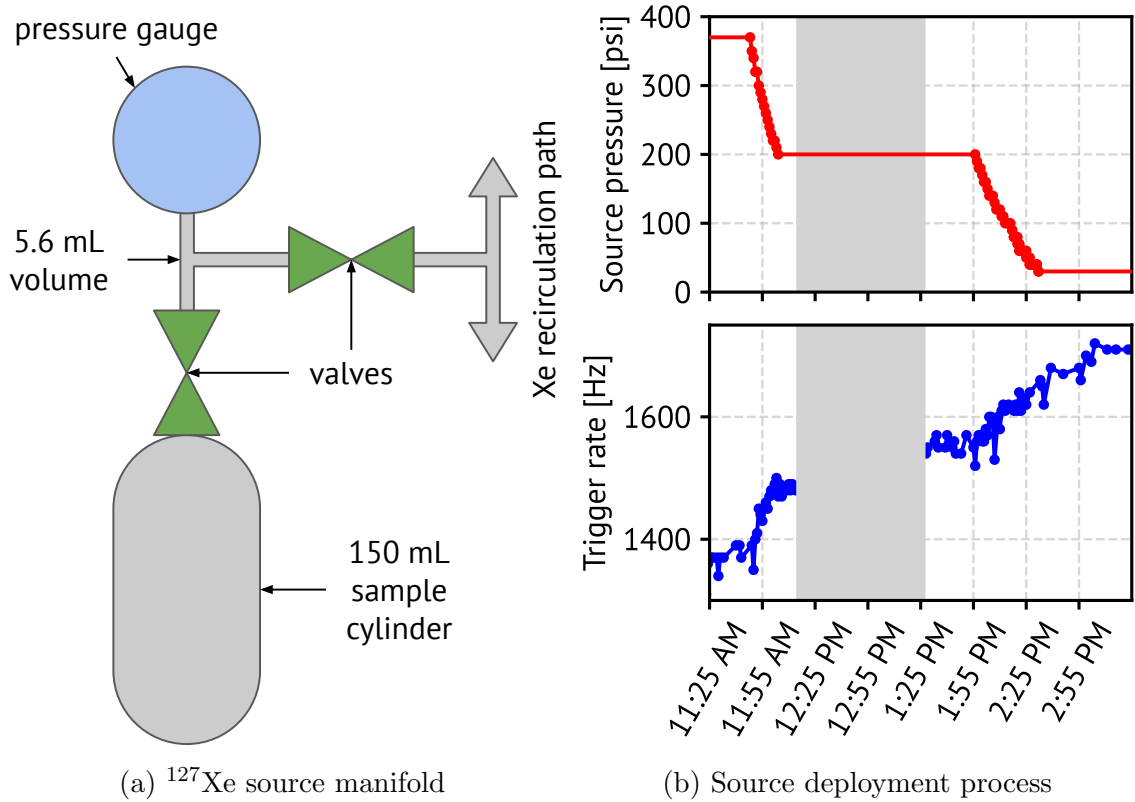 pressure gauge
5.6 mL
volume
valves
Xe recirculation path
150 mL
sample
cylinder
(a) ¹²⁷Xe source manifold
Source pressure [psi]
400
300
200
100
0
Trigger rate [Hz]
1600
1400
11:25 AM
11:55 AM
12:25 PM
12:55 PM
1:25 PM
1:55 PM
2:25 PM
2:55 PM
(b) Source deployment process